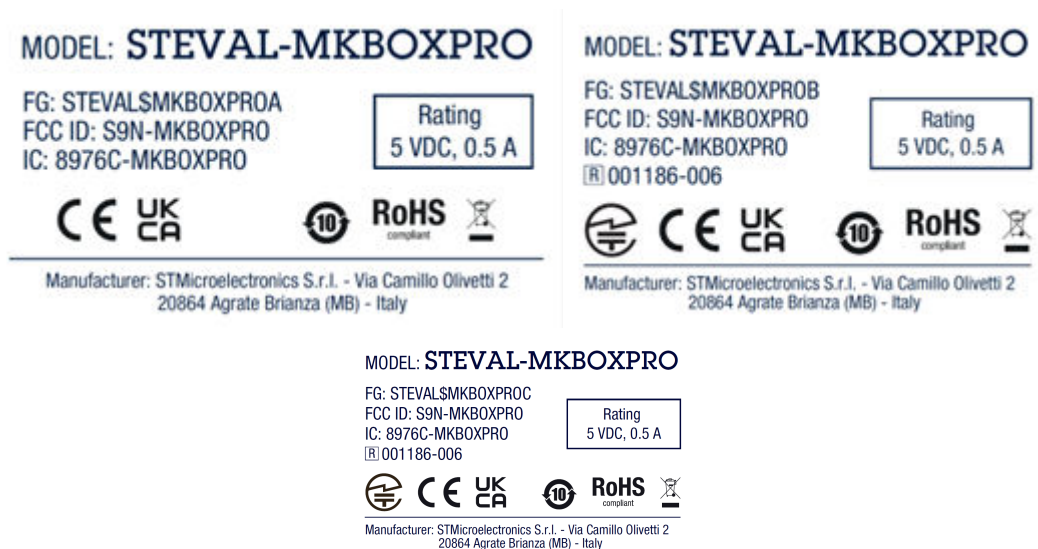 MODEL: STEVAL-MKBOXPRO
FG: STEVAL$MKBOXPROA
FCC ID: S9N-MKBOXPRO
IC: 8976C-MKBOXPRO
Rating
5 VDC, 0.5 A
CE UK CA 10 RoHS compliant
Manufacturer: STMicroelectronics S.r.l. - Via Camillo Olivetti 2
20864 Agrate Brianza (MB) - Italy
MODEL: STEVAL-MKBOXPRO
FG: STEVAL$MKBOXPROB
FCC ID: S9N-MKBOXPRO
IC: 8976C-MKBOXPRO
R 001186-006
Rating
5 VDC, 0.5 A
CE UK CA 10 RoHS compliant
Manufacturer: STMicroelectronics S.r.l. - Via Camillo Olivetti 2
20864 Agrate Brianza (MB) - Italy
MODEL: STEVAL-MKBOXPRO
FG: STEVAL$MKBOXPROC
FCC ID: S9N-MKBOXPRO
IC: 8976C-MKBOXPRO
R 001186-006
Rating
5 VDC, 0.5 A
CE UK CA 10 RoHS compliant
Manufacturer: STMicroelectronics S.r.l. - Via Camillo Olivetti 2
20864 Agrate Brianza (MB) - Italy